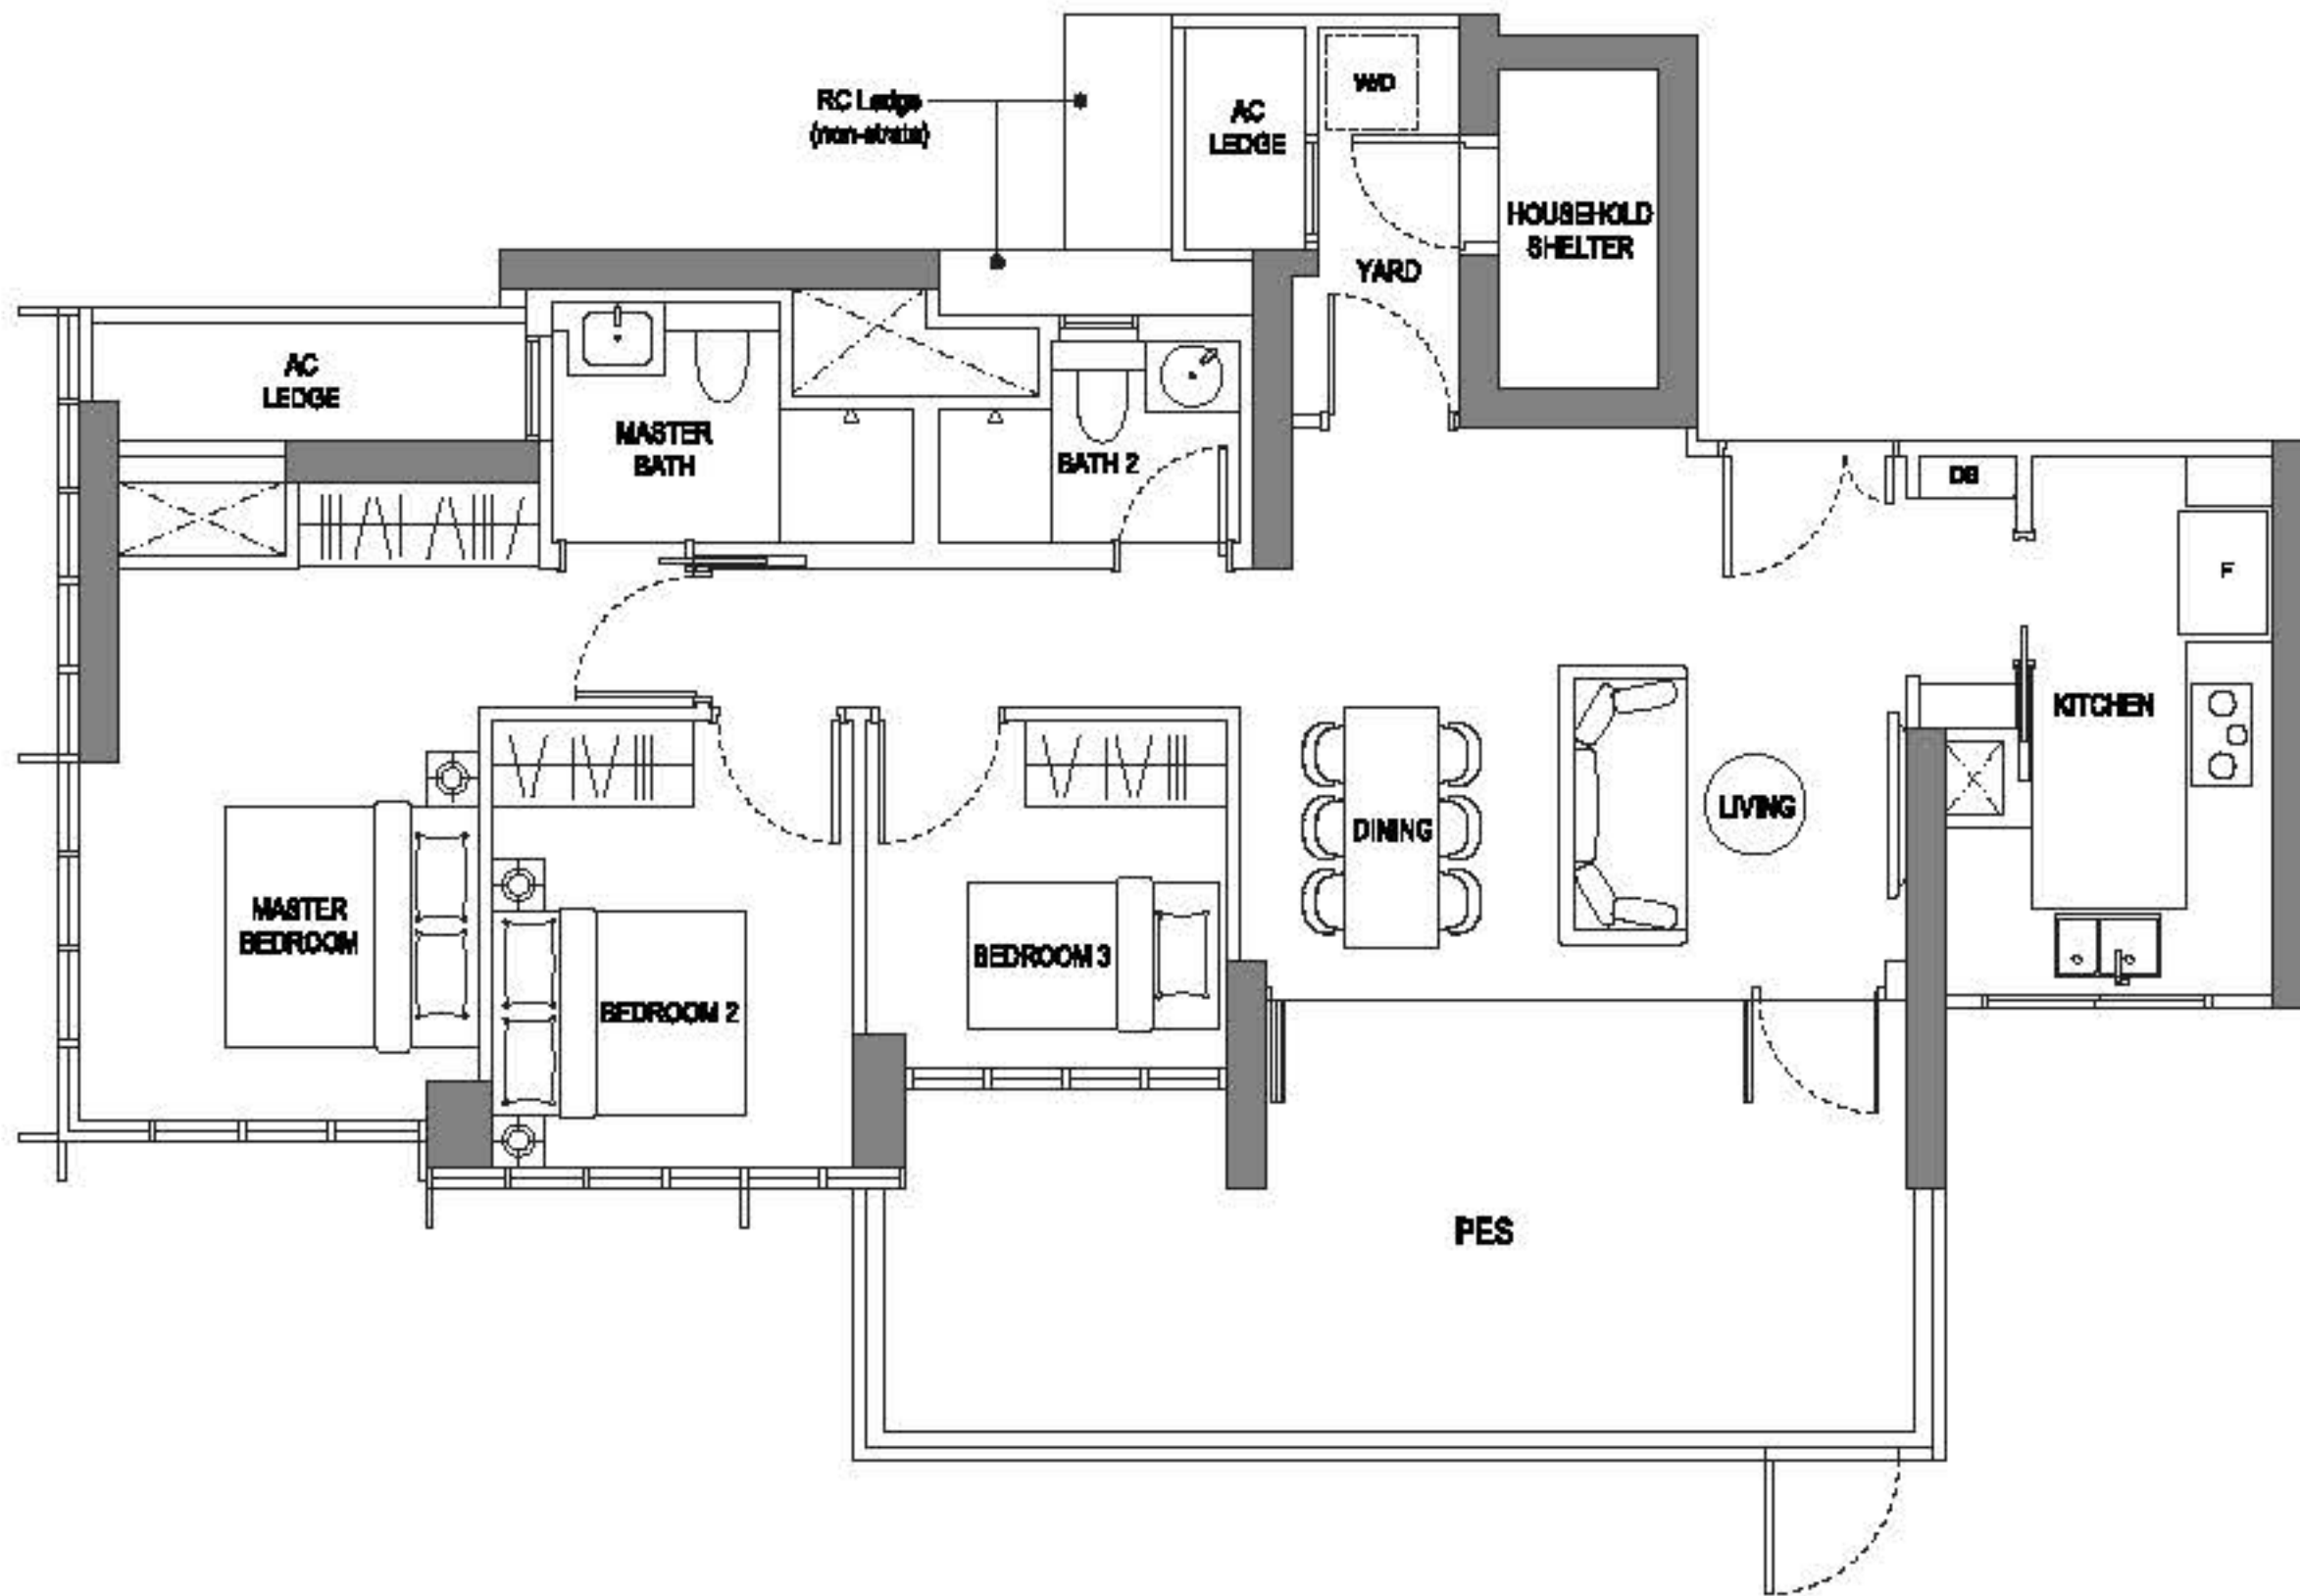 RC Ledge
(non-strata)
AC
LEDGE
W/D
HOUSEHOLD
SHELTER
YARD
AC
LEDGE
MASTER
BATH
BATH 2
DB
F
KITCHEN
LIVING
DINING
MASTER
BEDROOM
BEDROOM 2
BEDROOM 3
PES